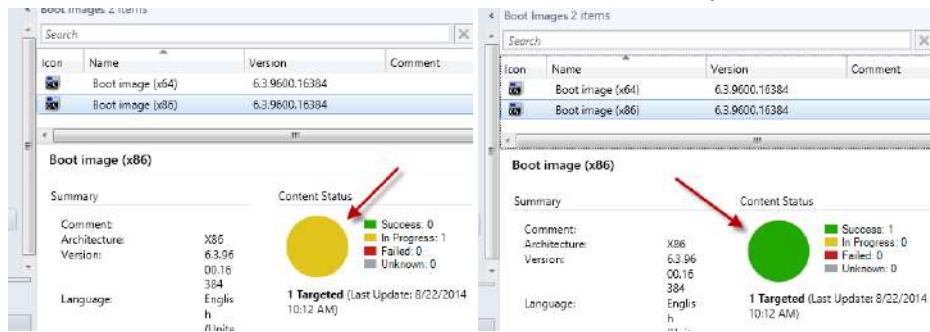 Boot Images 2 items
Search
Icon Name Version Comment
Boot image (x64) 6.3.9600.16384
Boot image (x86) 6.3.9600.16384
Boot image (x86)
Summary
Content Status
Comment:
Architecture: X86
Version: 6.3.96
00.16
384
Language: Englis
h
(Unite
Success: 0
In Progress: 1
Failed: 0
Unknown: 0
1 Targeted (Last Update: 8/22/2014
10:12 AM)
Boot Images 2 items
Search
Icon Name Version Comment
Boot image (x64) 6.3.9600.16384
Boot image (x86) 6.3.9600.16384
Boot image (x86)
Summary
Content Status
Comment:
Architecture: X86
Version: 6.3.96
00.16
384
Language: Englis
h
Success: 1
In Progress: 0
Failed: 0
Unknown: 0
1 Targeted (Last Update: 8/22/2014
10:12 AM)